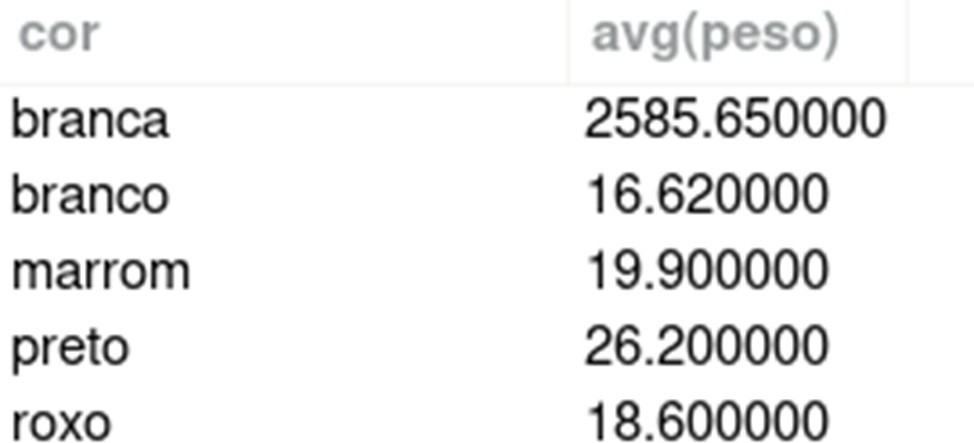 cor avg(peso)
branca 2585.650000
branco 16.620000
marrom 19.900000
preto 26.200000
roxo 18.600000